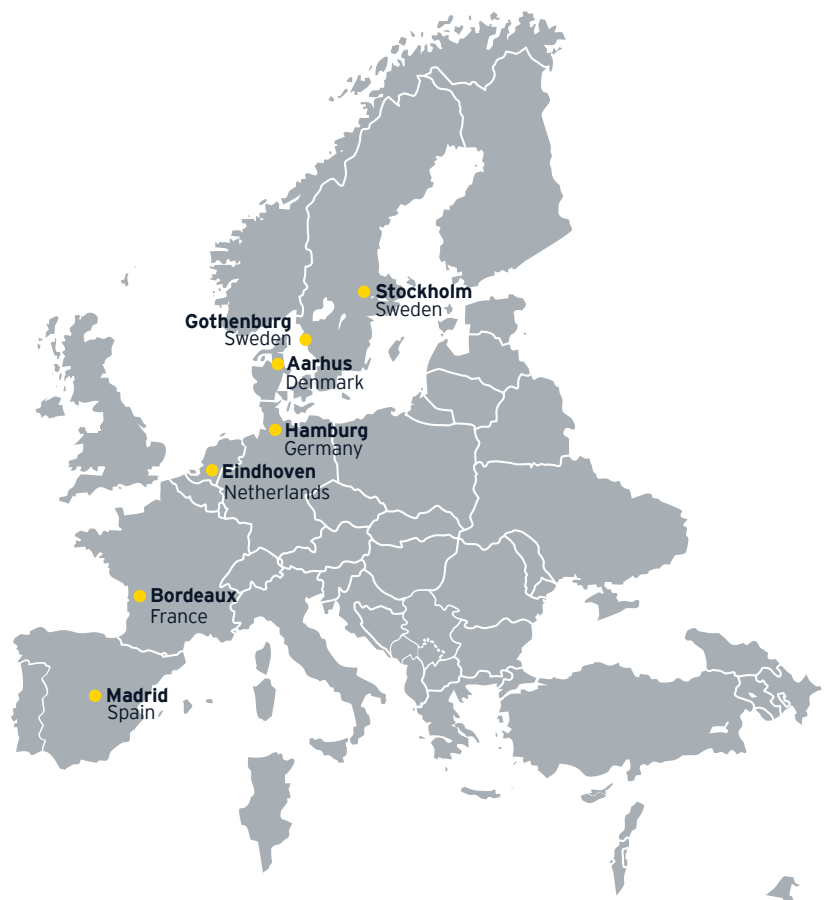 Stockholm
Sweden
Gothenburg
Sweden
Aarhus
Denmark
Hamburg
Germany
Eindhoven
Netherlands
Bordeaux
France
Madrid
Spain